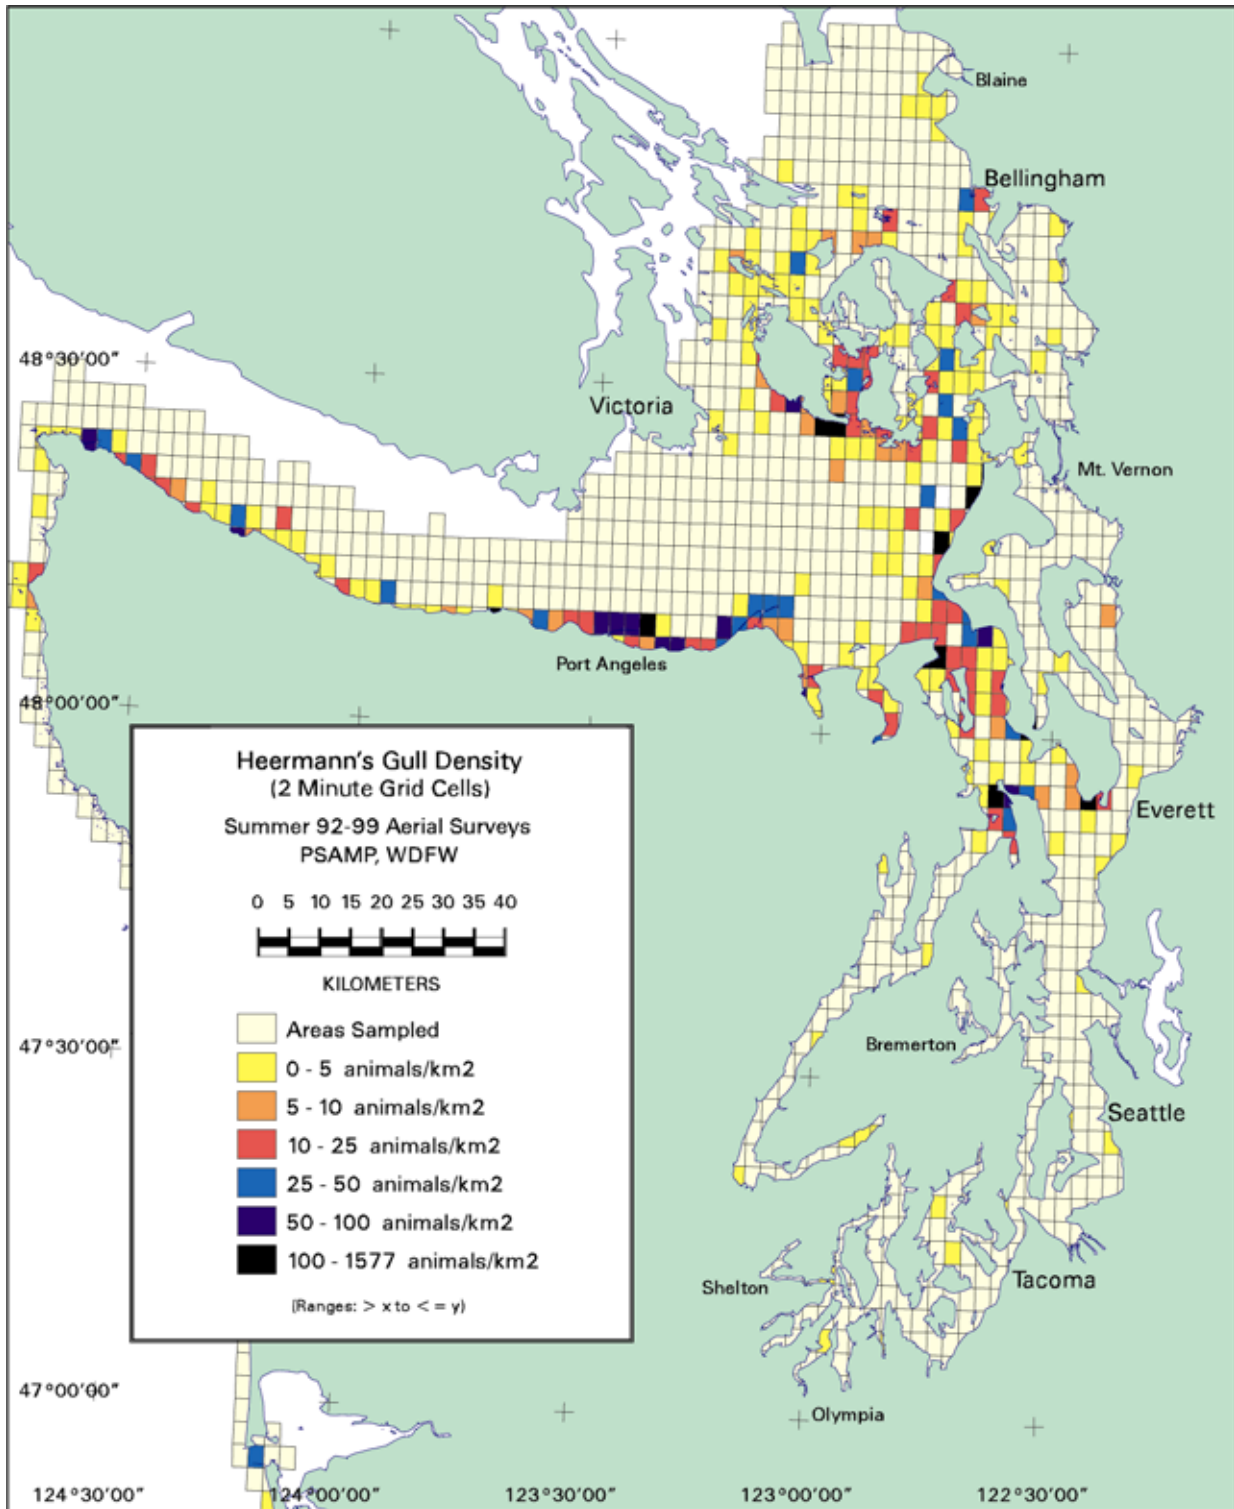 Blaine
Bellingham
48°30'00"
Victoria
Mt. Vernon
Port Angeles
48°00'00"
Heermann's Gull Density
(2 Minute Grid Cells)
Summer 92-99 Aerial Surveys
PSAMP, WDFW
0 5 10 15 20 25 30 35 40
KILOMETERS
Areas Sampled
0 - 5 animals/km2
5 - 10 animals/km2
10 - 25 animals/km2
25 - 50 animals/km2
50 - 100 animals/km2
100 - 1577 animals/km2
(Ranges: > x to < = y)
Everett
47°30'00"
Bremerton
Seattle
Shelton
Tacoma
47°00'00"
Olympia
124°30'00" 124°00'00" 123°30'00" 123°00'00" 122°30'00"